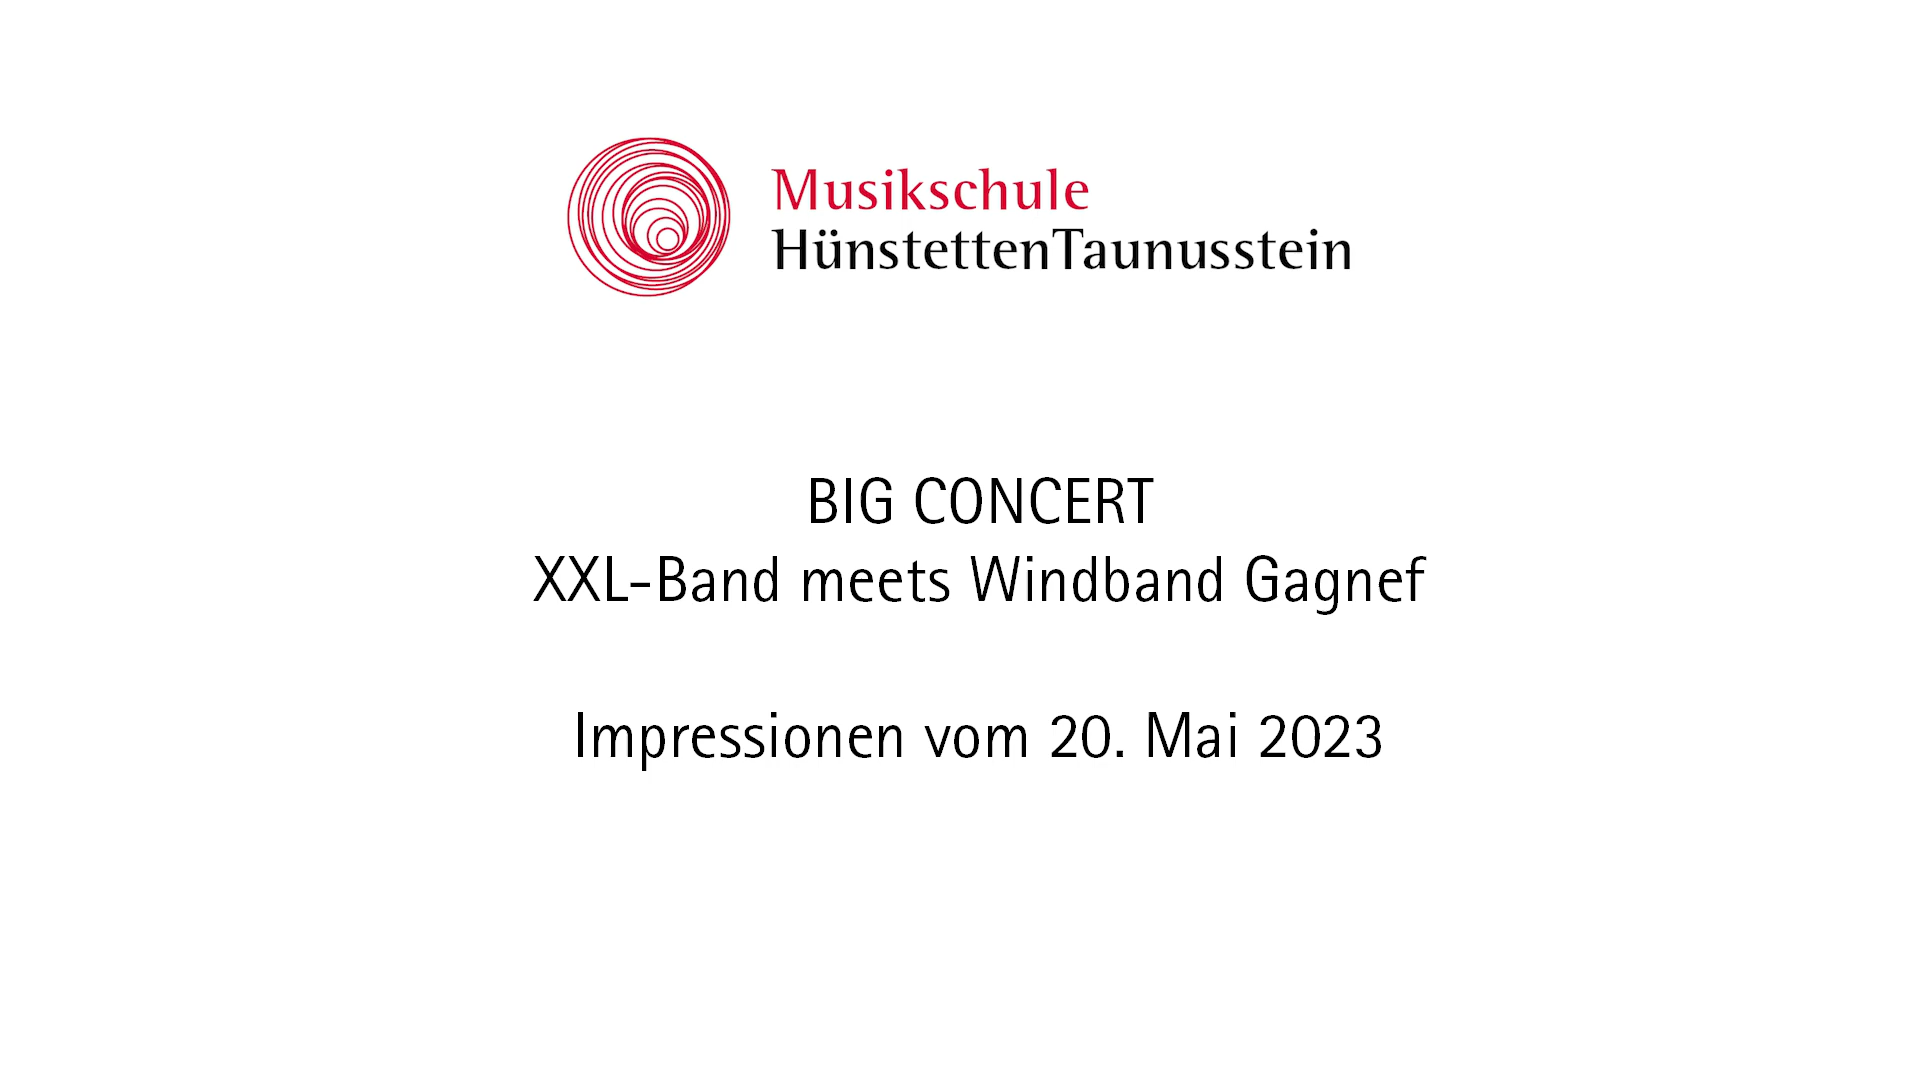 Musikschule
HünstettenTaunusstein
BIG CONCERT
XXL-Band meets Windband Gagnef
Impressionen vom 20. Mai 2023